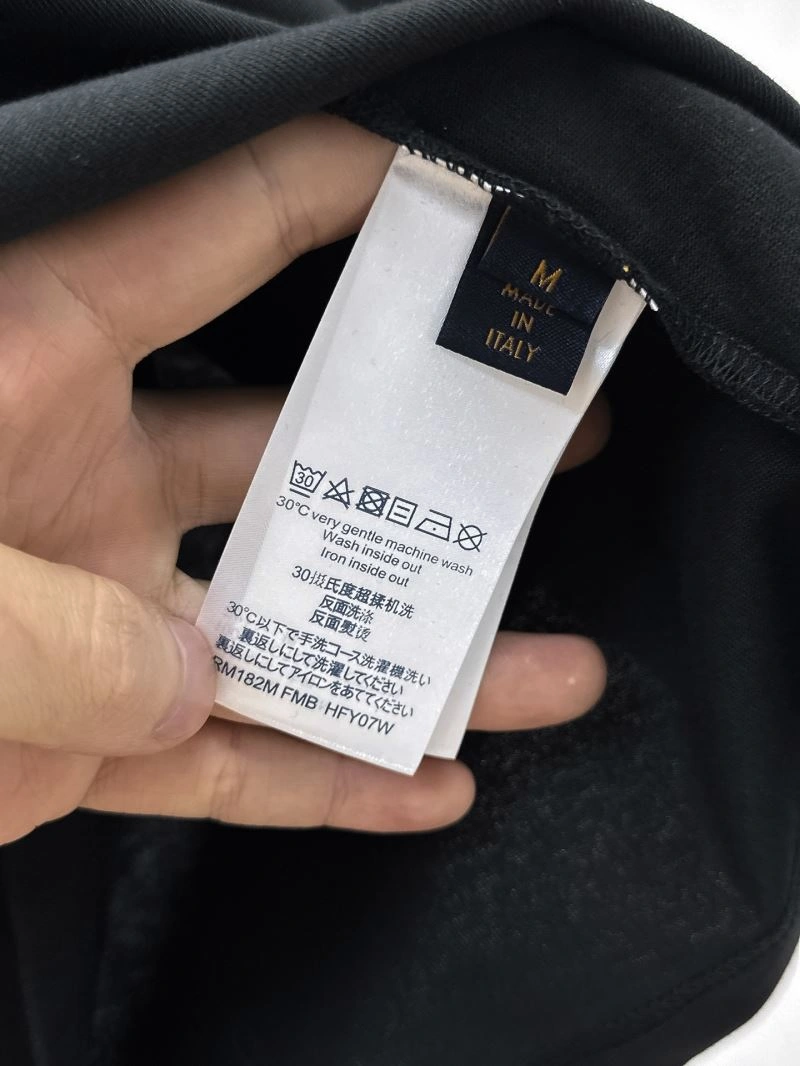 M
MADE
IN
ITALY
30
30°C very gentle machine wash
Wash inside out
Iron inside out
30摄氏度超揉机洗
反面洗涤
反面熨烫
30°C以下で手洗コース洗濯機洗い
裏返しにして洗濯してください
裏返しにしてアイロンをあててください
RM182M FMB HFY07W